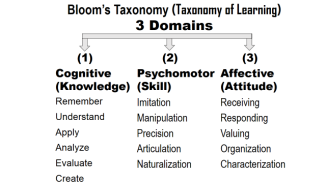 Bloom's Taxonomy (Taxonomy of Learning)
3 Domains
(1)
Cognitive
(Knowledge)
Remember
Understand
Apply
Analyze
Evaluate
Create
(2)
Psychomotor
(Skill)
Imitation
Manipulation
Precision
Articulation
Naturalization
(3)
Affective
(Attitude)
Receiving
Responding
Valuing
Organization
Characterization